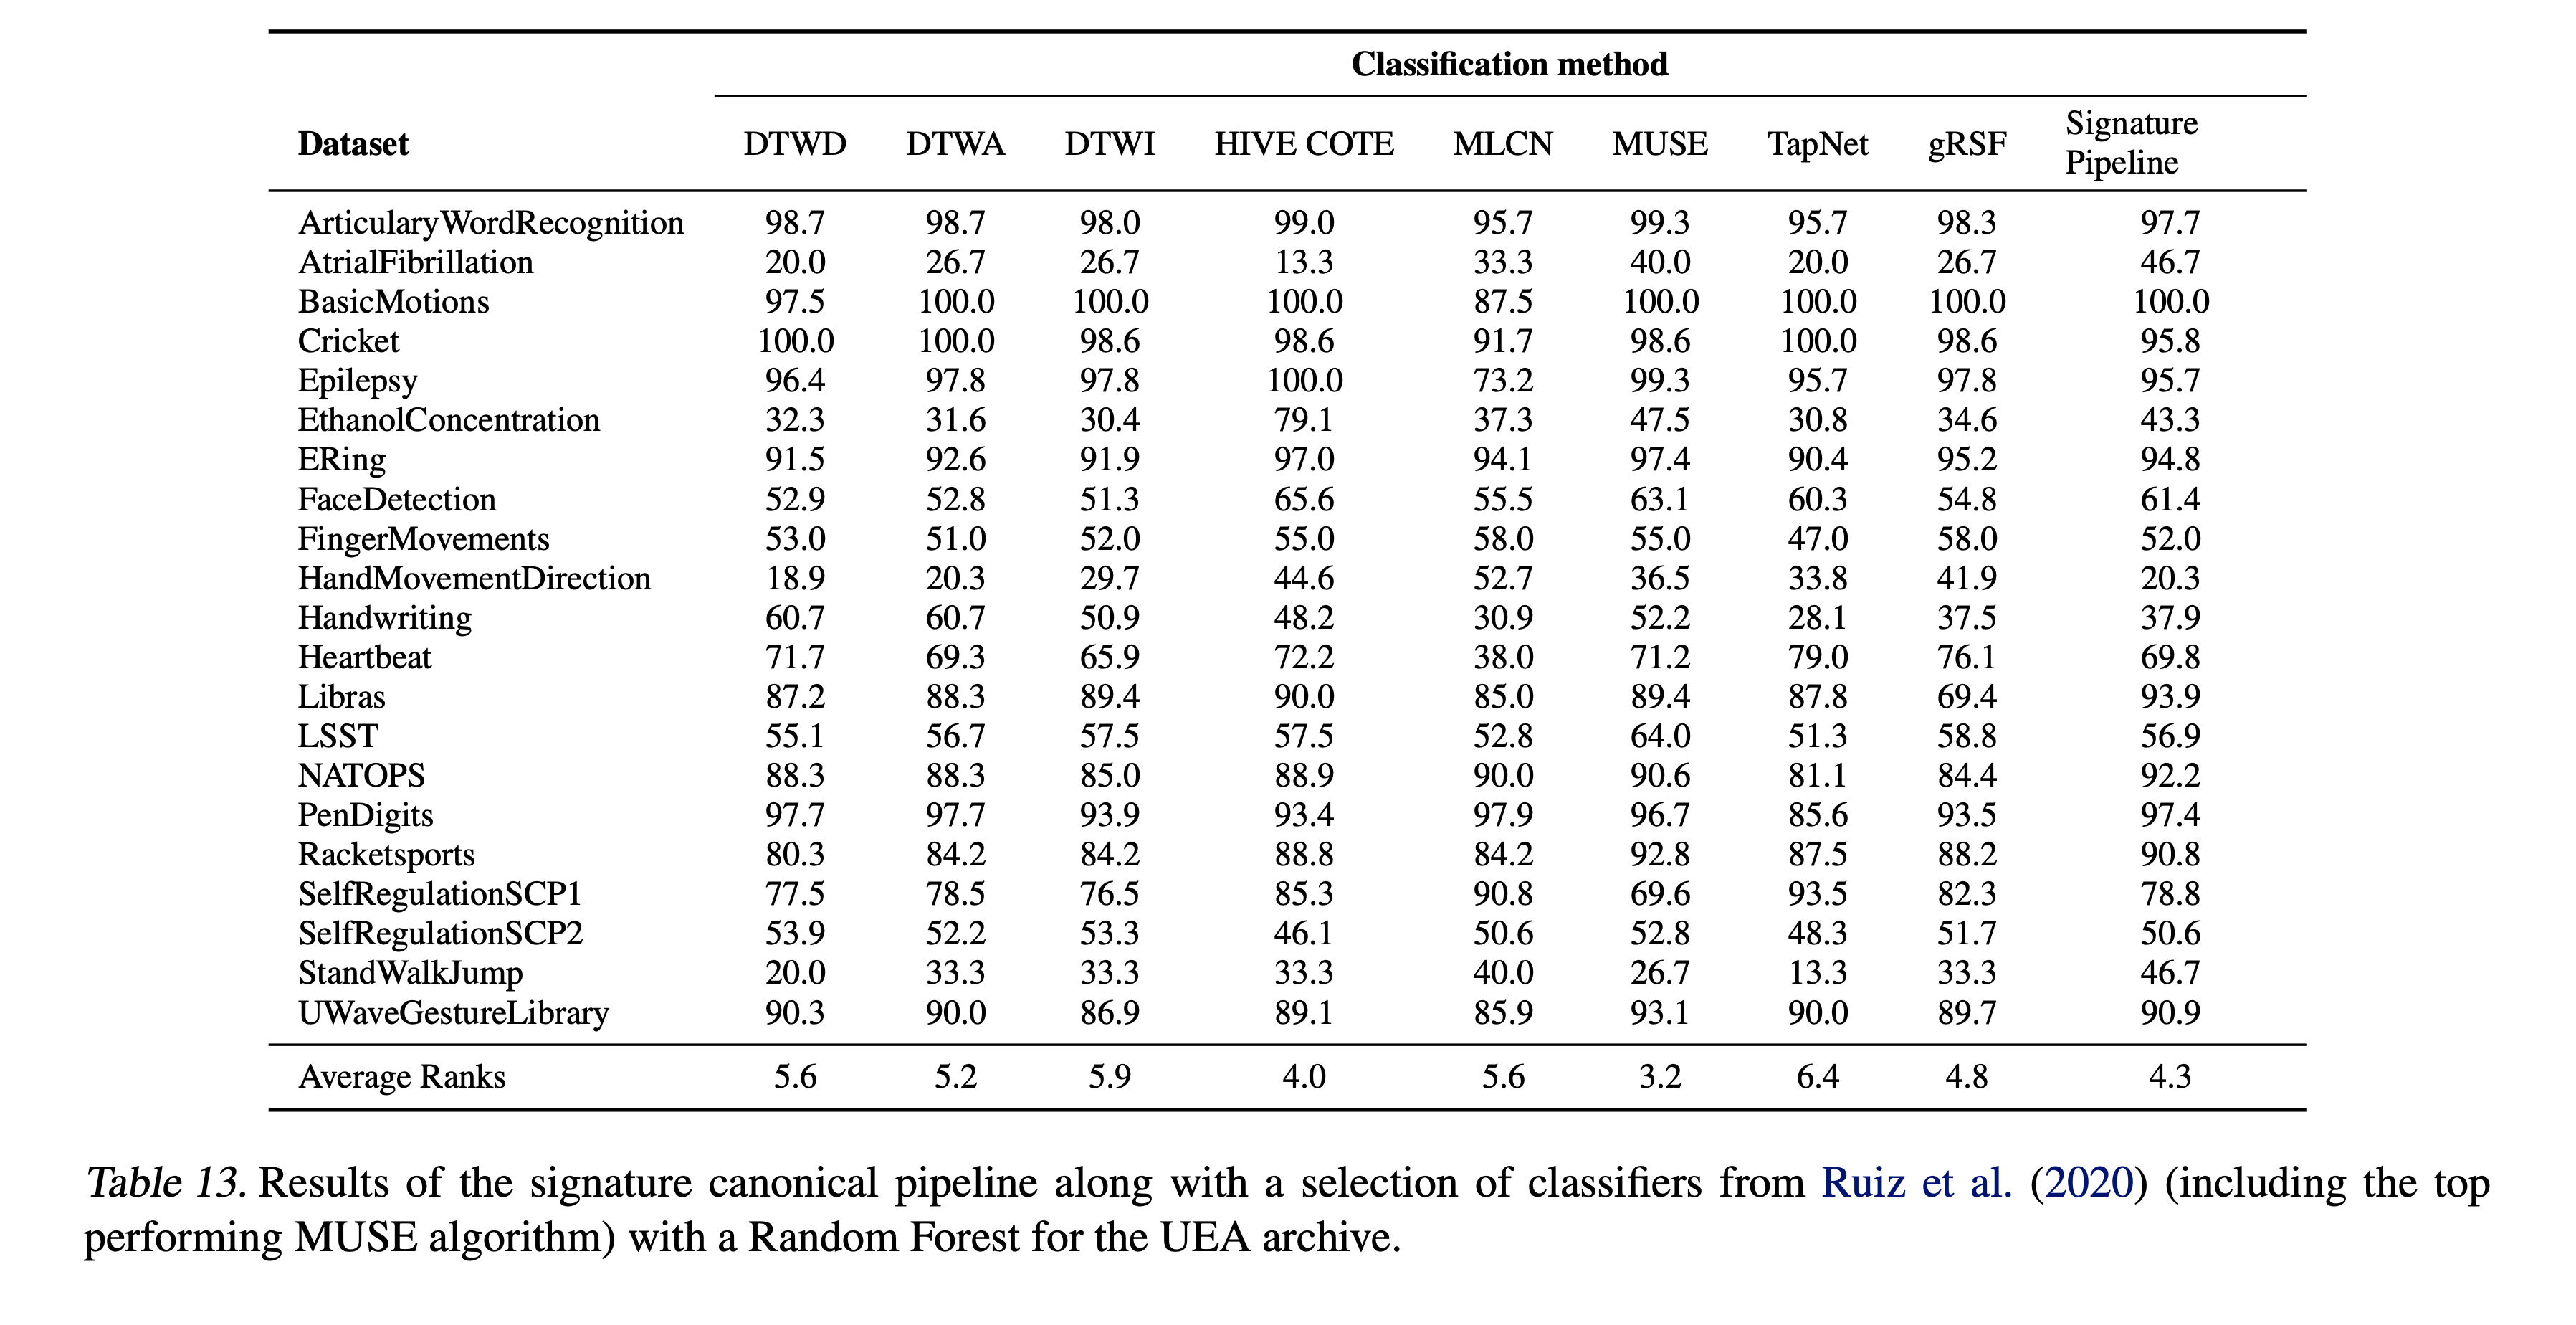 Classification method
Dataset DTWD DTWA DTWI HIVE COTE MLCN MUSE TapNet gRSF Signature Pipeline
ArticularyWordRecognition 98.7 98.7 98.0 99.0 95.7 99.3 95.7 98.3 97.7
AtrialFibrillation 20.0 26.7 26.7 13.3 33.3 40.0 20.0 26.7 46.7
BasicMotions 97.5 100.0 100.0 100.0 87.5 100.0 100.0 100.0 100.0
Cricket 100.0 100.0 98.6 98.6 91.7 98.6 100.0 98.6 95.8
Epilepsy 96.4 97.8 97.8 100.0 73.2 99.3 95.7 97.8 95.7
EthanolConcentration 32.3 31.6 30.4 79.1 37.3 47.5 30.8 34.6 43.3
ERing 91.5 92.6 91.9 97.0 94.1 97.4 90.4 95.2 94.8
FaceDetection 52.9 52.8 51.3 65.6 55.5 63.1 60.3 54.8 61.4
FingerMovements 53.0 51.0 52.0 55.0 58.0 55.0 47.0 58.0 52.0
HandMovementDirection 18.9 20.3 29.7 44.6 52.7 36.5 33.8 41.9 20.3
Handwriting 60.7 60.7 50.9 48.2 30.9 52.2 28.1 37.5 37.9
Heartbeat 71.7 69.3 65.9 72.2 38.0 71.2 79.0 76.1 69.8
Libras 87.2 88.3 89.4 90.0 85.0 89.4 87.8 69.4 93.9
LSST 55.1 56.7 57.5 57.5 52.8 64.0 51.3 58.8 56.9
NATOPS 88.3 88.3 85.0 88.9 90.0 90.6 81.1 84.4 92.2
PenDigits 97.7 97.7 93.9 93.4 97.9 96.7 85.6 93.5 97.4
Racketsports 80.3 84.2 84.2 88.8 84.2 92.8 87.5 88.2 90.8
SelfRegulationSCP1 77.5 78.5 76.5 85.3 90.8 69.6 93.5 82.3 78.8
SelfRegulationSCP2 53.9 52.2 53.3 46.1 50.6 52.8 48.3 51.7 50.6
StandWalkJump 20.0 33.3 33.3 33.3 40.0 26.7 13.3 33.3 46.7
UWaveGestureLibrary 90.3 90.0 86.9 89.1 85.9 93.1 90.0 89.7 90.9
Average Ranks 5.6 5.2 5.9 4.0 5.6 3.2 6.4 4.8 4.3
Table 13. Results of the signature canonical pipeline along with a selection of classifiers from Ruiz et al. (2020) (including the top
performing MUSE algorithm) with a Random Forest for the UEA archive.